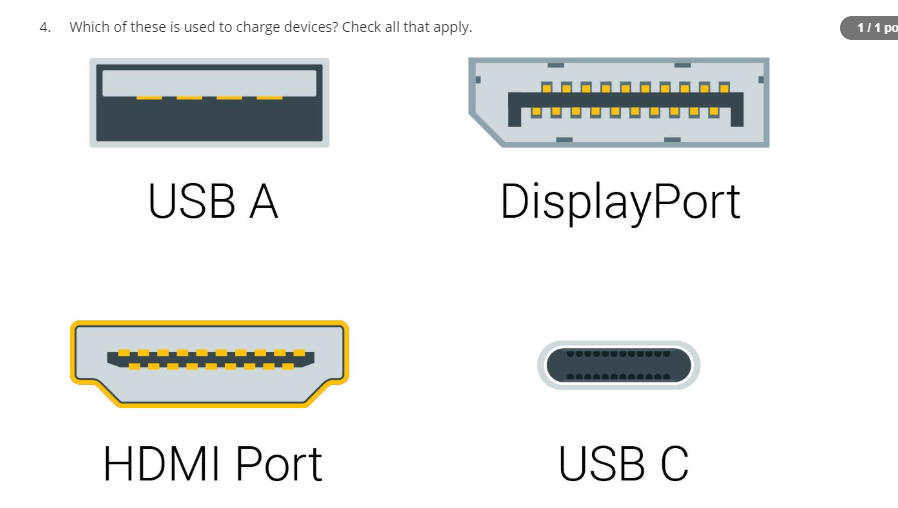 4. Which of these is used to charge devices? Check all that apply.
1 / 1 po
USB A
DisplayPort
HDMI Port
USB C